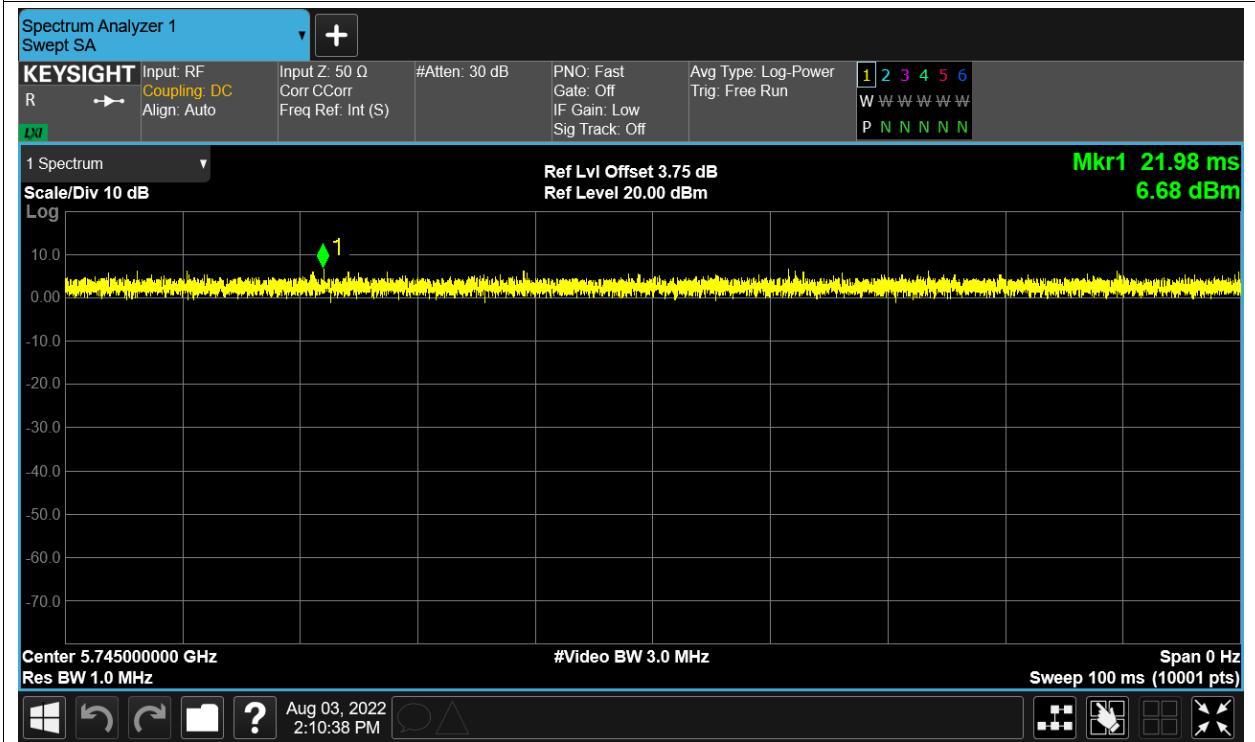 Spectrum Analyzer 1
Swept SA
KEYSIGHT
R
LXI
Input: RF
Coupling: DC
Align: Auto
Input Z: 50 Ω
Corr CCorr
Freq Ref: Int (S)
#Atten: 30 dB
PNO: Fast
Gate: Off
IF Gain: Low
Sig Track: Off
Avg Type: Log-Power
Trig: Free Run
1 2 3 4 5 6
W W W W W W
P N N N N N
1 Spectrum
Scale/Div 10 dB
Log
Ref Lvl Offset 3.75 dB
Ref Level 20.00 dBm
Mkr1 21.98 ms
6.68 dBm
1
10.0
0.00
-10.0
-20.0
-30.0
-40.0
-50.0
-60.0
-70.0
Center 5.745000000 GHz
#Video BW 3.0 MHz
Span 0 Hz
Res BW 1.0 MHz
Sweep 100 ms (10001 pts)
?
Aug 03, 2022
2:10:38 PM